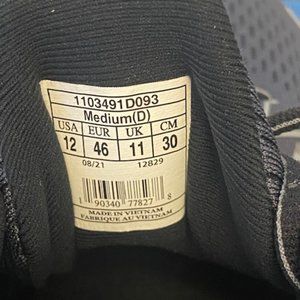 1103491D093
Medium(D)
USA EUR UK CM
12 46 11 30
08/21 12829
1 90340 77827 8
MADE IN VIETNAM
FABRIQUE AU VIETNAM